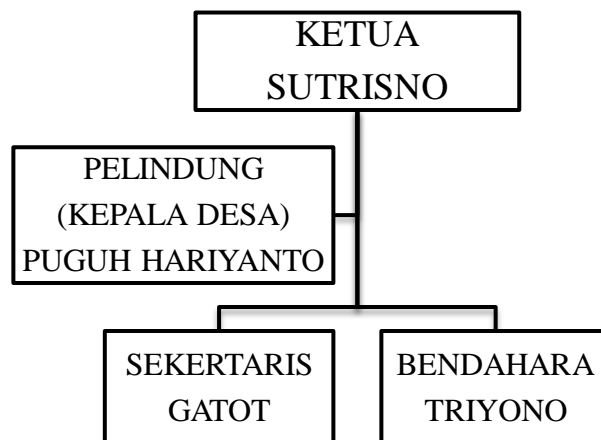 KETUA
SUTRISNO
PELINDUNG
(KEPALA DESA)
PUGUH HARIYANTO
SEKERTARIS
GATOT
BENDAHARA
TRIYONO